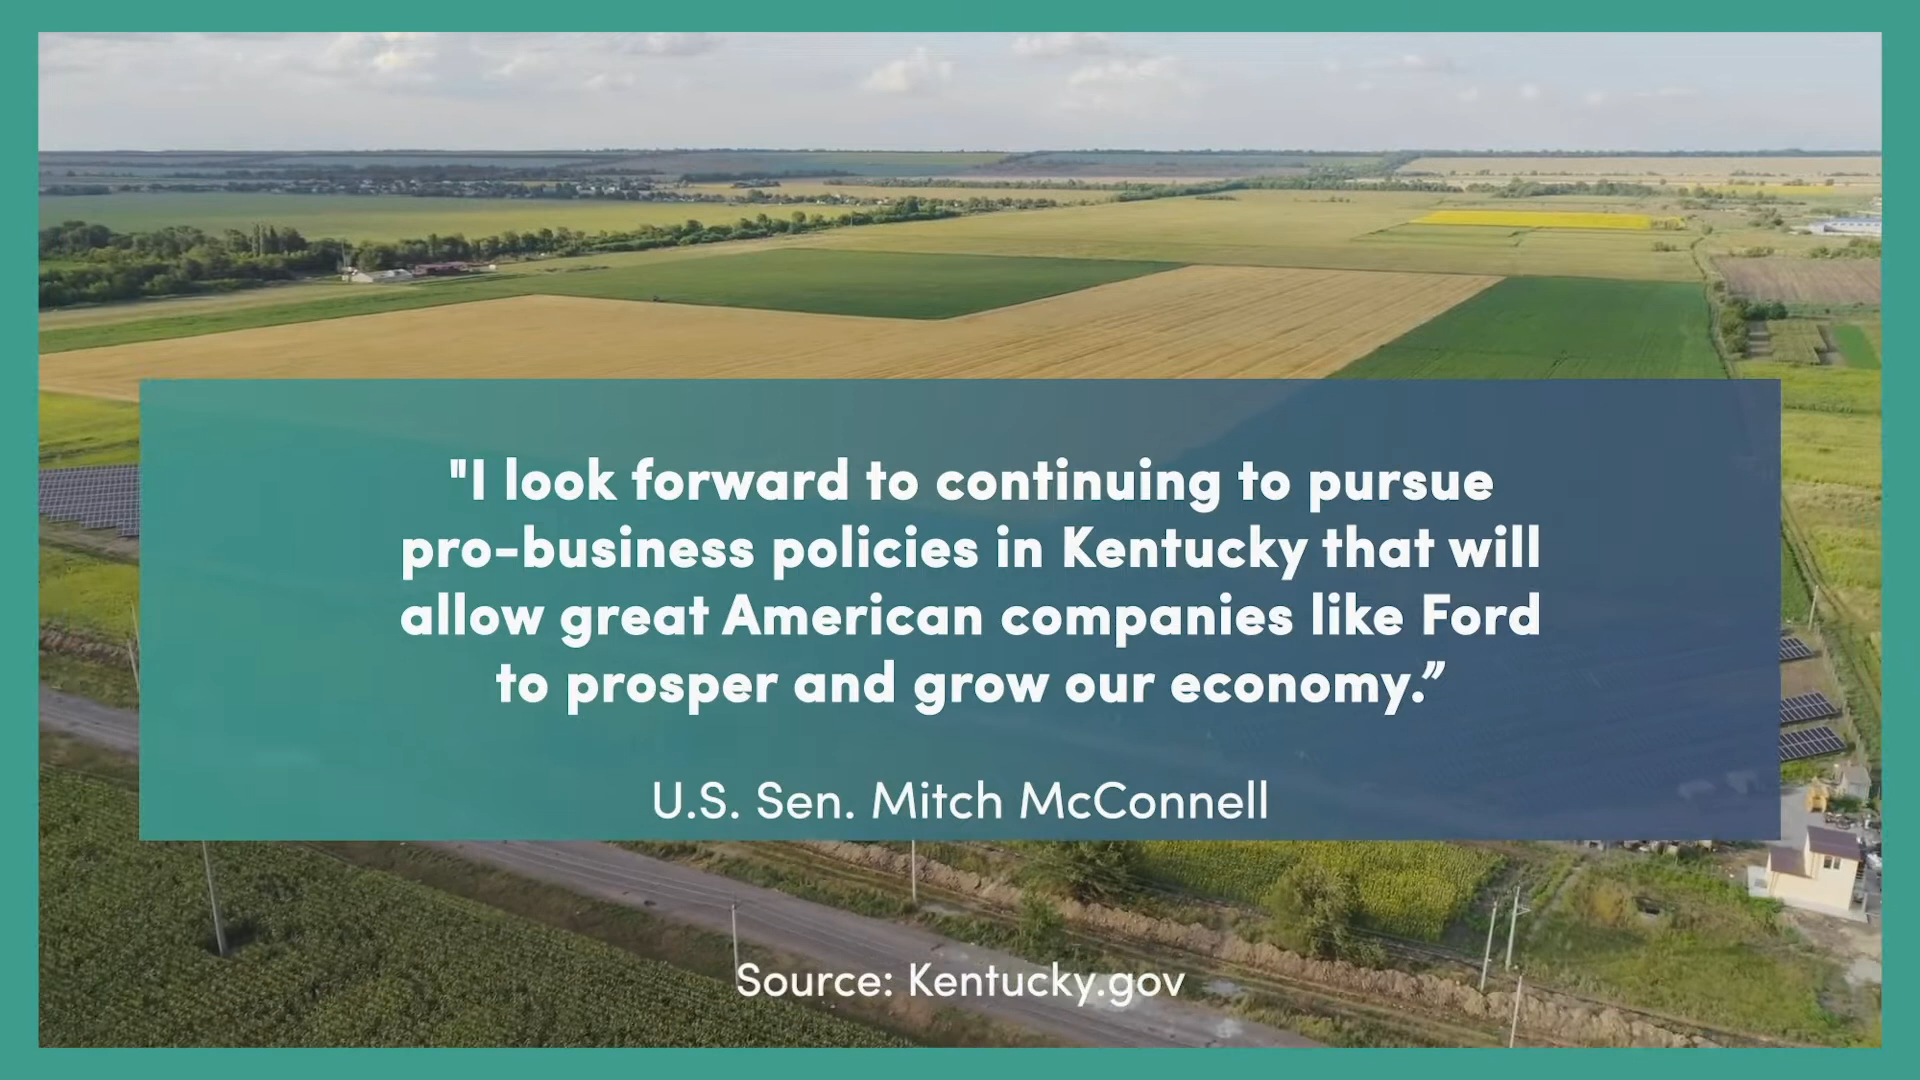 "I look forward to continuing to pursue
pro-business policies in Kentucky that will
allow great American companies like Ford
to prosper and grow our economy.”
U.S. Sen. Mitch McConnell
Source: Kentucky.gov